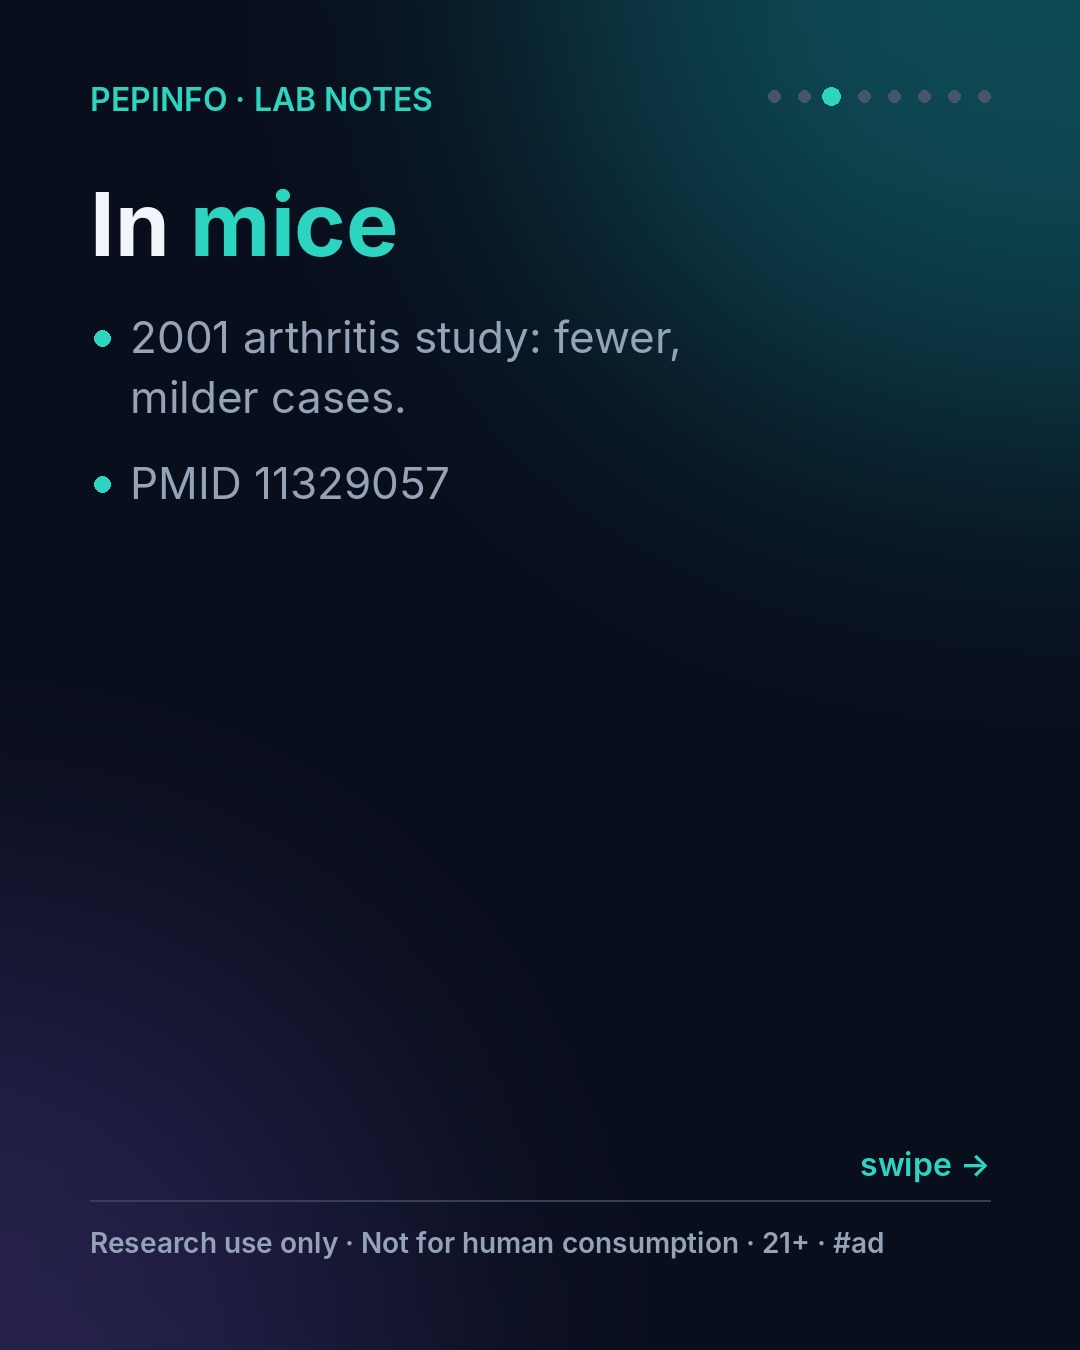 PEPINFO · LAB NOTES
In mice
• 2001 arthritis study: fewer,
milder cases.
• PMID 11329057
swipe →
Research use only · Not for human consumption · 21+ · #ad